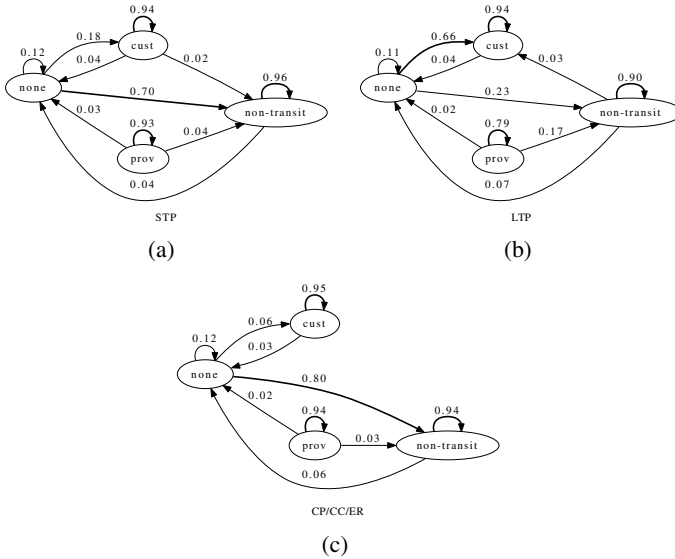 0.94
0.12
0.18
cust
0.04
0.02
none
0.96
0.70
non-transit
0.03
0.93
0.04
prov
0.04
STP
(a)
0.94
0.11
0.66
cust
0.04
0.03
none
0.90
0.23
non-transit
0.02
0.79
0.17
prov
0.07
LTP
(b)
0.95
0.06
cust
0.12
0.03
none
0.80
0.02
0.94
0.94
prov
0.03
non-transit
0.06
CP/CC/ER
(c)